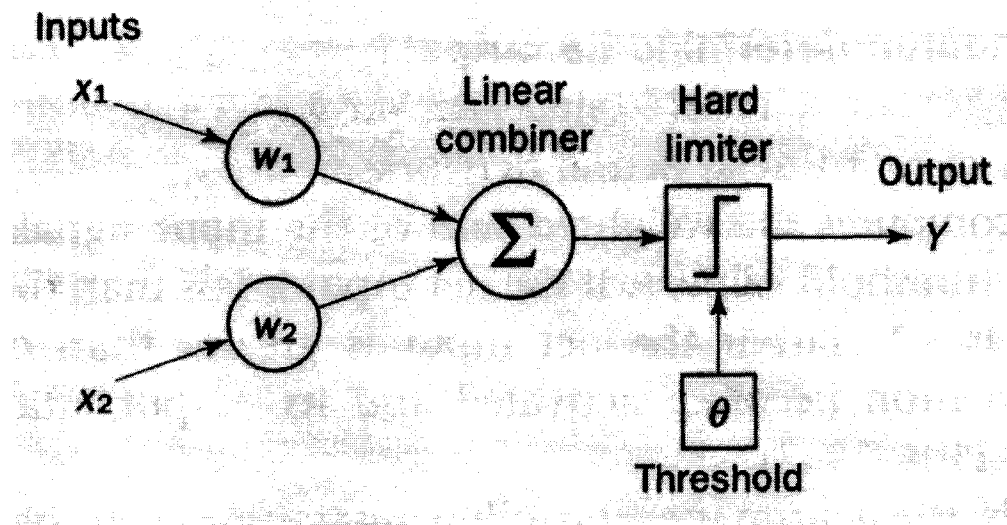 Inputs
x1
Linear
combiner
Hard
limiter
w1
Output
Σ
Y
w2
x2
θ
Threshold